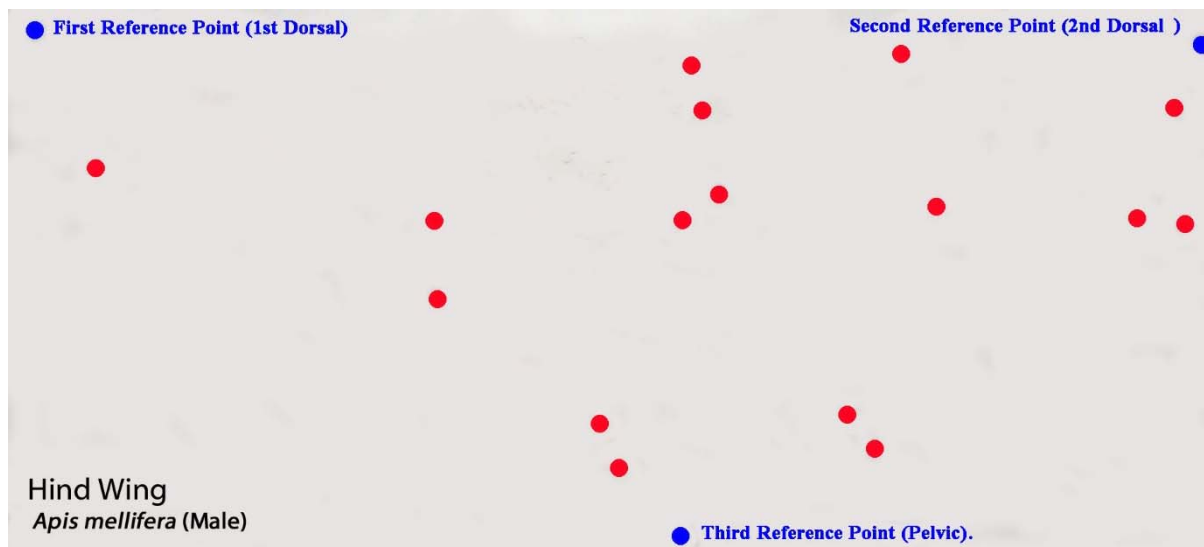 First Reference Point (1st Dorsal)
Second Reference Point (2nd Dorsal )
Hind Wing
Apis mellifera (Male)
Third Reference Point (Pelvic).